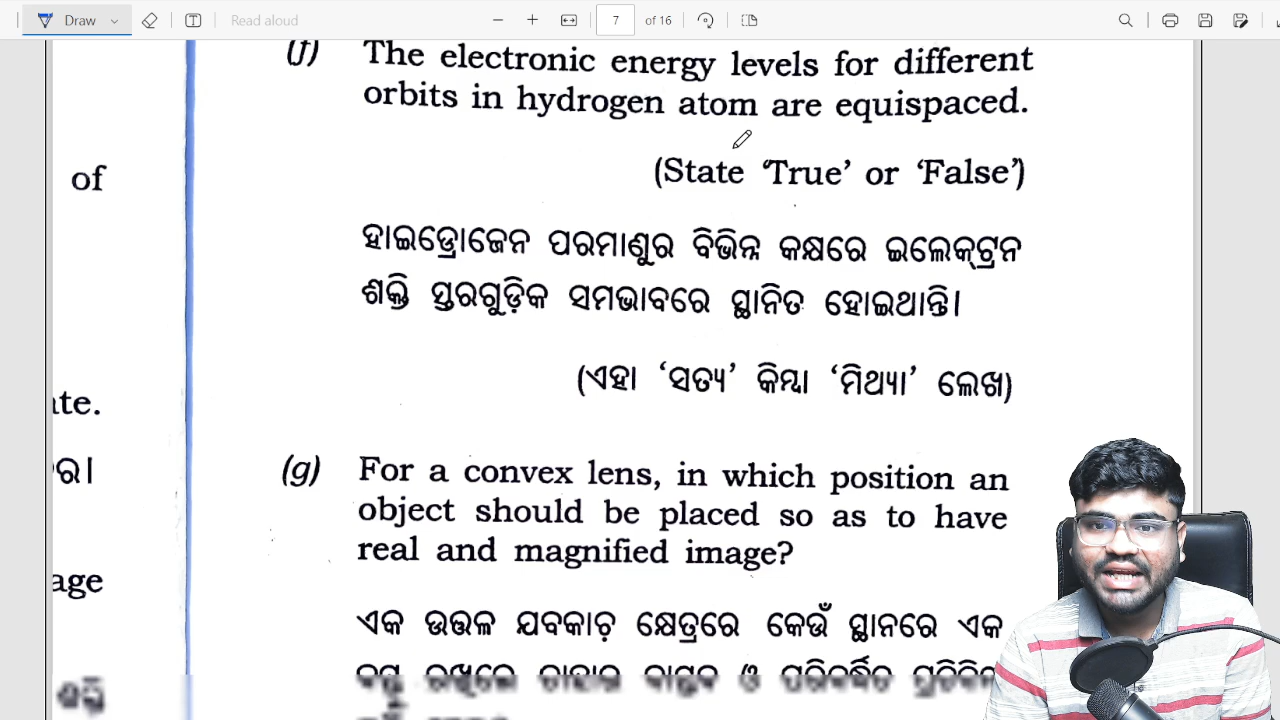 Draw
Read aloud
7
of 16
(f) The electronic energy levels for different
orbits in hydrogen atom are equispaced.
(State 'True' or 'False')
ହାଇଡ୍ରୋଜେନ ପରମାଣୁର ବିଭିନ୍ନ କକ୍ଷରେ ଇଲେକ୍‌ଟ୍ରନ
ଶକ୍ତି ସ୍ତରଗୁଡ଼ିକ ସମଭାବରେ ସ୍ଥାନିତ ହୋଇଥାନ୍ତି।
(ଏହା 'ସତ୍ୟ' କିମ୍ବା 'ମିଥ୍ୟା' ଲେଖ)
(g) For a convex lens, in which position an
object should be placed so as to have
real and magnified image?
ଏକ ଉତ୍ତଳ ଯବକାଚ଼ କ୍ଷେତ୍ରରେ କେଉଁ ସ୍ଥାନରେ ଏକ
of